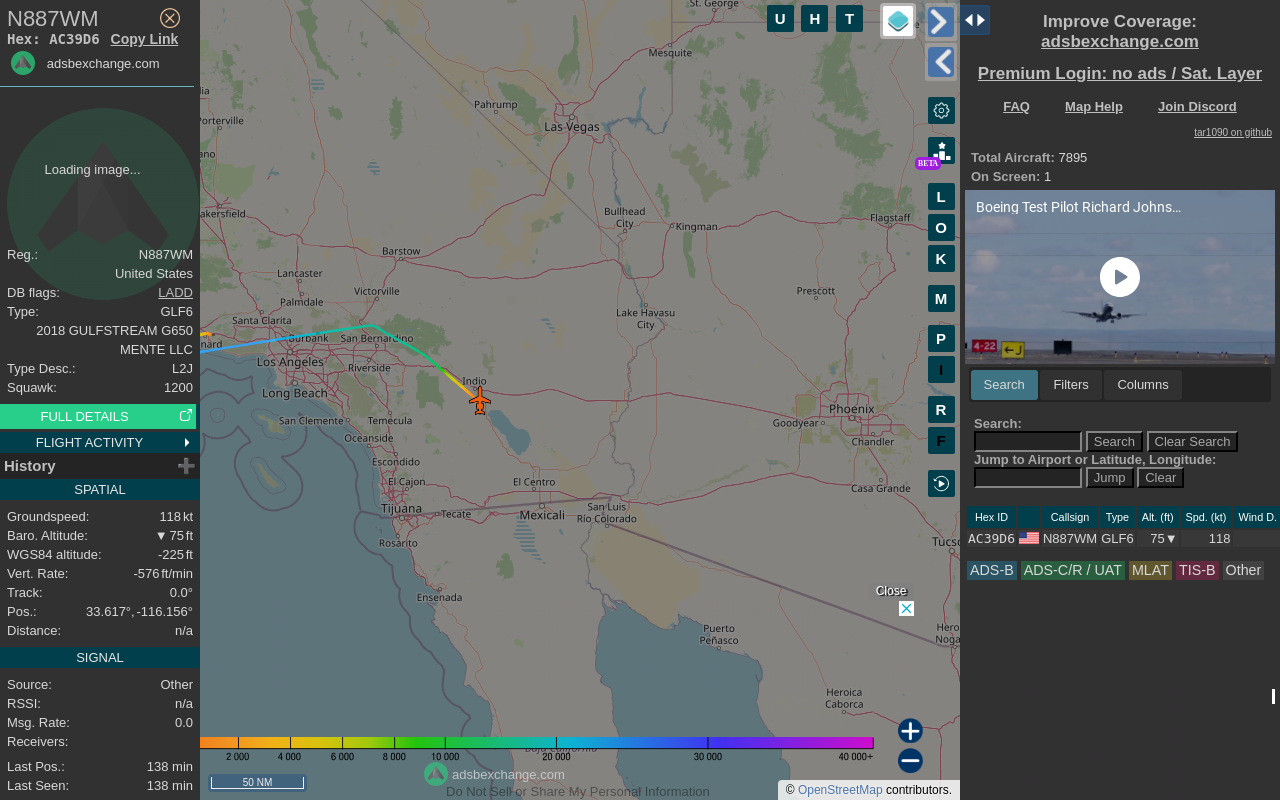 N887WM
Hex: AC39D6 Copy Link
adsbexchange.com
Loading image...
Reg.: N887WM
United States
DB flags: LADD
Type: GLF6
2018 GULFSTREAM G650
MENTE LLC
Type Desc.: L2J
Squawk: 1200
FULL DETAILS
FLIGHT ACTIVITY
History
SPATIAL
Groundspeed: 118 kt
Baro. Altitude: ▼ 75 ft
WGS84 altitude: -225 ft
Vert. Rate: -576 ft/min
Track: 0.0°
Pos.: 33.617°, -116.156°
Distance: n/a
SIGNAL
Source: Other
RSSI: n/a
Msg. Rate: 0.0
Receivers:
Last Pos.: 138 min
Last Seen: 138 min
St. George
Mesquite
Pahrump
Las Vegas
Porterville
Bakersfield
Bullhead
City
Kingman
Flagstaff
Barstow
Lancaster
Victorville
Palmdale
Prescott
Santa Clarita
Lake Havasu
City
Burbank
San Bernardino
Los Angeles
Riverside
Indio
Long Beach
Phoenix
San Clemente
Temecula
Goodyear
Oceanside
Chandler
Escondido
El Cajon
El Centro
Casa Grande
Tijuana
Tecate
Mexicali
San Luis
Río Colorado
Rosarito
Ensenada
Puerto
Peñasco
Heroica
Caborca
U H T
BETA
L
O
K
M
P
I
R
F
Close
2 000 4 000 6 000 8 000 10 000 20 000 30 000 40 000+
50 NM
adsbexchange.com
Do Not Sell or Share My Personal Information
© OpenStreetMap contributors.
Improve Coverage:
adsbexchange.com
Premium Login: no ads / Sat. Layer
FAQ Map Help Join Discord
tar1090 on github
Total Aircraft: 7895
On Screen: 1
Boeing Test Pilot Richard Johns...
4-22
Search Filters Columns
Search:
Search Clear Search
Jump to Airport or Latitude, Longitude:
Jump Clear
Hex ID Callsign Type Alt. (ft) Spd. (kt) Wind D.
AC39D6 N887WM GLF6 75▼ 118
ADS-B ADS-C/R / UAT MLAT TIS-B Other